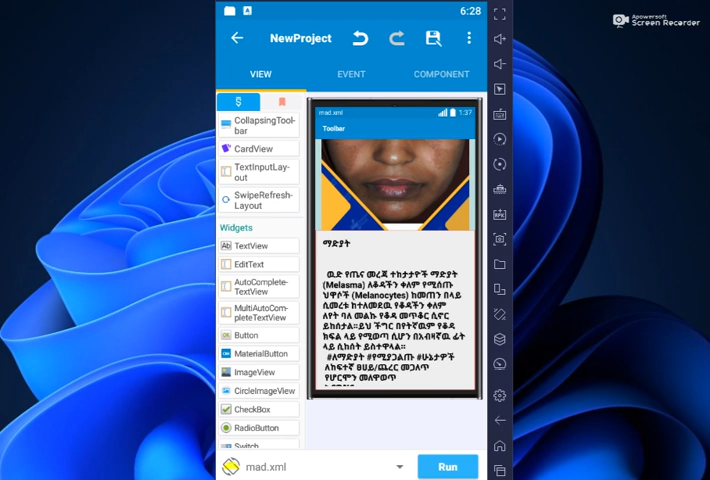 Apowersoft
Screen Recorder
6:28
NewProject
VIEW
EVENT
COMPONENT
CollapsingTool-
bar
CardView
TextInputLay-
out
SwipeRefresh-
Layout
Widgets
Ab TextView
EditText
AutoComplete-
TextView
MultiAutoCom-
pleteTextView
Button
MaterialButton
ImageView
CircleImageView
CheckBox
RadioButton
Switch
mad.xml
1:37
Toolbar
ማድያት
ዉድ የጤና መረጃ ተከታታዮች ማድያት
(Melasma) ለቆዳችን ቀለም የሚሰጡ
ህዋሶች (Melanocytes) ከመጠን በላይ
ሲመረቱ ከተለመደዉ የቆዳችን ቀለም
ለየት ባለ መልኩ የቆዳ መጥቆር ሲኖር
ይከሰታል።ይህ ችግር በየትኛዉም የቆዳ
ክፍል ላይ የሚወጣ ሲሆን በአብዛኛዉ ፊት
ላይ ሲከሰት ይስተዋላል።
#ለማድያት #የሚያጋልጡ #ሁኔታዎች
ለከፍተኛ ፀሀይ/ጨረር መጋለጥ
የሆርሞን መለዋወጥ
mad.xml
Run